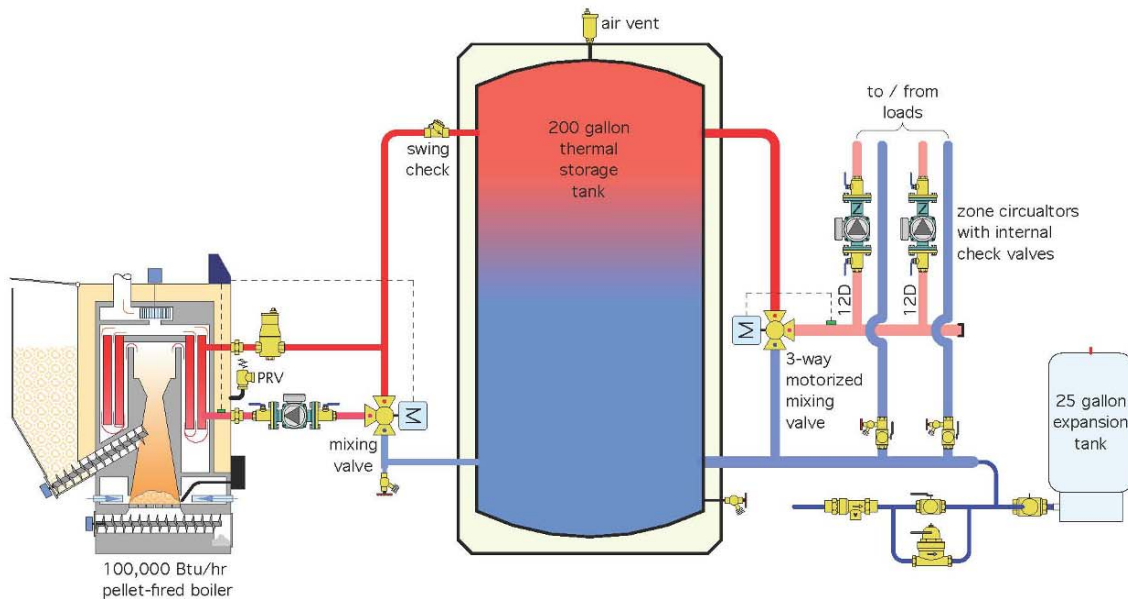 air vent
to / from
loads
200 gallon
thermal
storage
tank
swing
check
zone circualtors
with internal
check valves
12D
12D
M
PRV
M
3-way
motorized
mixing
valve
mixing
valve
25 gallon
expansion
tank
100,000 Btu/hr
pellet-fired boiler